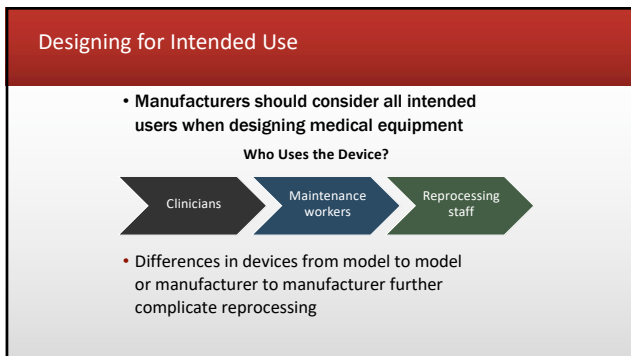 Designing for Intended Use
• Manufacturers should consider all intended
users when designing medical equipment
Who Uses the Device?
Clinicians
Maintenance
workers
Reprocessing
staff
• Differences in devices from model to model
or manufacturer to manufacturer further
complicate reprocessing